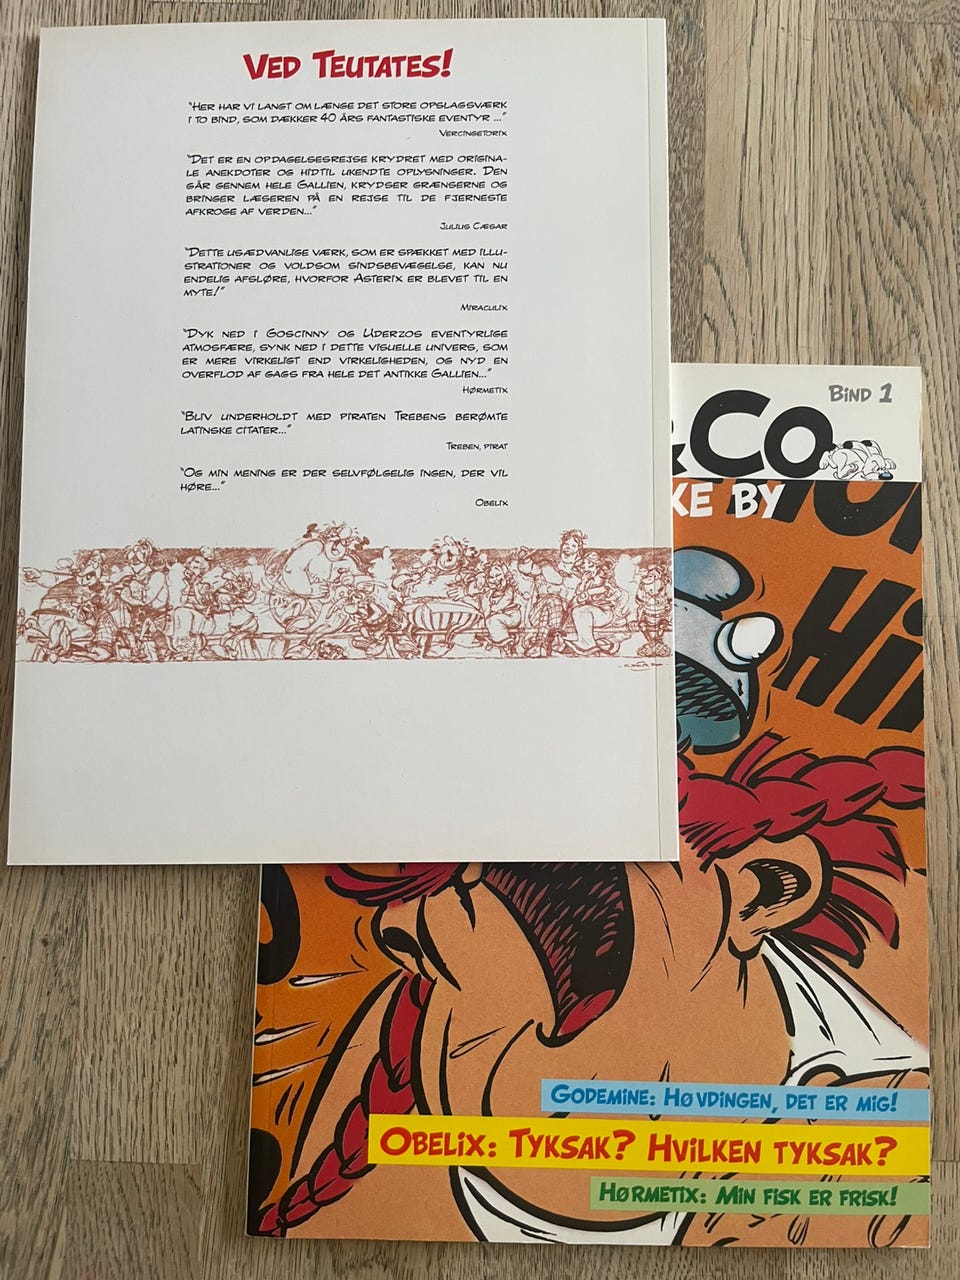 Ved Teutates!
"Her har vi langt om længe det store opslagsværk
i to bind, som dækker 40 års fantastiske eventyr ..."
Vercingetorix
"Det er en opdagelsesrejse krydret med origina-
le anekdoter og hidtil ukendte oplysninger. Den
går gennem hele Gallien, krydser grænserne og
bringer læseren på en rejse til de fjerneste
afkroge af verden..."
Julius Cæsar
"Dette usædvanlige værk, som er spækket med illu-
strationer og voldsom sindsbevægelse, kan nu
endelig afsløre, hvorfor Asterix er blevet til en
myte!"
Miraculix
"Dyk ned i Goscinny og Uderzos eventyrlige
atmosfære, synk ned i dette visuelle univers, som
er mere virkeligt end virkeligheden, og nyd en
overflod af gags fra hele det antikke Gallien..."
Hørmetix
"Bliv underholdt med piraten Trebens berømte
latinske citater..."
Treben, pirat
"Og min mening er der selvfølgelig ingen, der vil
høre..."
Obelix
Bind 1
&Co
KE BY
Hi
Godemine: Høvdingen, det er mig!
Obelix: Tyksak? Hvilken tyksak?
Hørmetix: Min fisk er frisk!